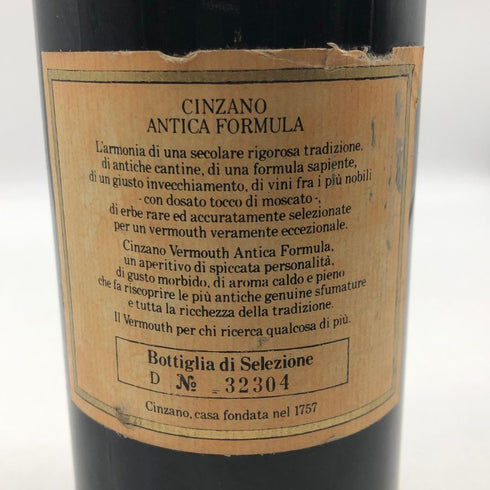 CINZANO
ANTICA FORMULA
L'armonia di una secolare rigorosa tradizione.
di antiche cantine, di una formula sapiente,
di un giusto invecchiamento, di vini fra i più nobili
-con dosato tocco di moscato-,
di erbe rare ed accuratamente selezionate
per un vermouth veramente eccezionale.
Cinzano Vermouth Antica Formula,
un aperitivo di spiccata personalità,
di gusto morbido, di aroma caldo e pieno
che fa riscoprire le più antiche genuine sfumature
e tutta la ricchezza della tradizione.
Il Vermouth per chi ricerca qualcosa di più.
Bottiglia di Selezione
D № 32304
Cinzano, casa fondata nel 1757